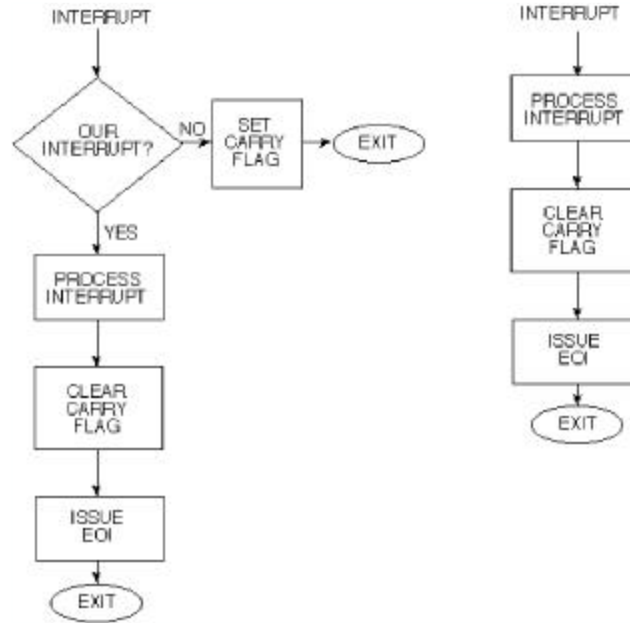 INTERRUPT
OUR
INTERRUPT?
NO
SET
CARRY
FLAG
EXIT
YES
PROCESS
INTERRUPT
CLEAR
CARRY
FLAG
ISSUE
EOI
EXIT
INTERRUPT
PROCESS
INTERRUPT
CLEAR
CARRY
FLAG
ISSUE
EOI
EXIT